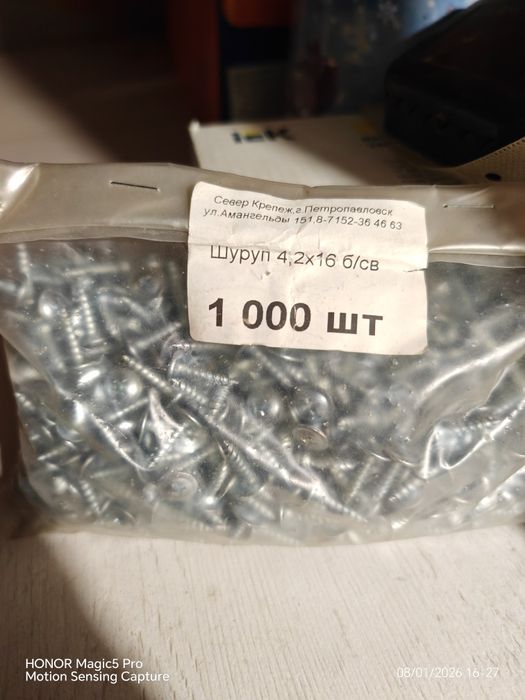 IEK
Север Крепеж,г.Петропавловск
ул.Амангельды 151,8-7152-36 46 63
Шуруп 4,2х16 б/св
1 000 шт
HONOR Magic5 Pro
Motion Sensing Capture
08/01/2026 16:27